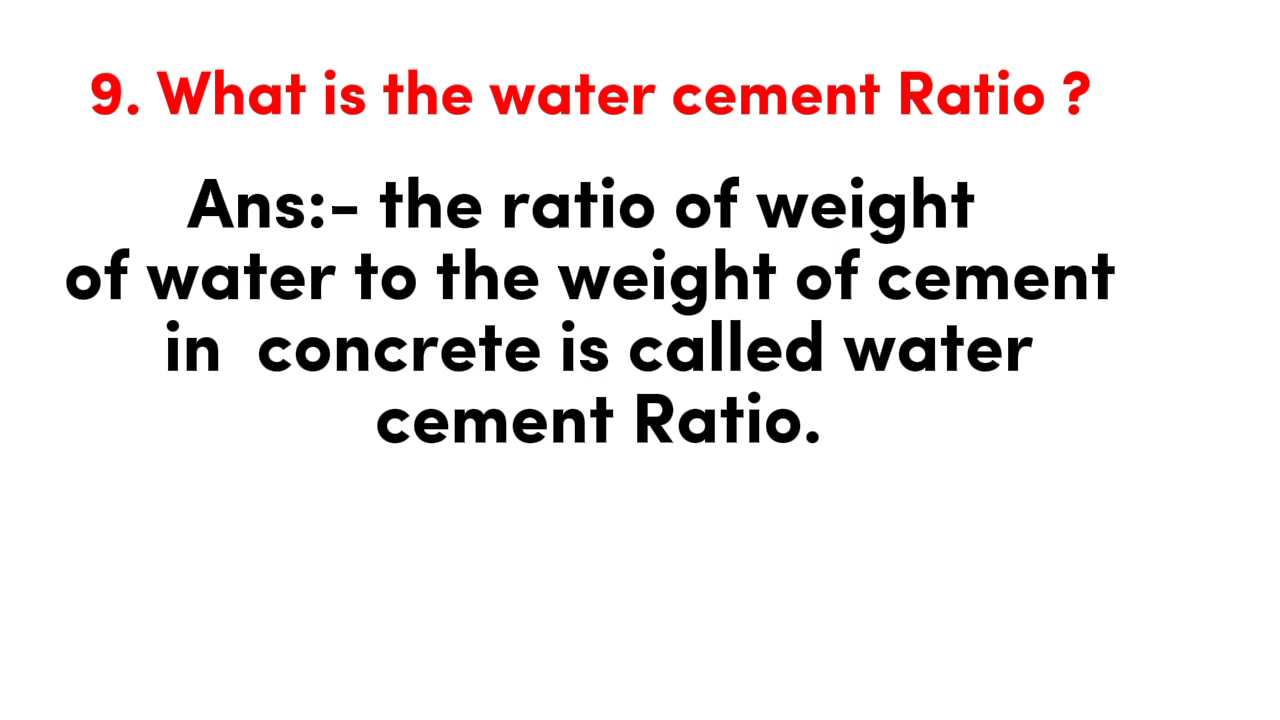 9. What is the water cement Ratio ?
Ans:- the ratio of weight
of water to the weight of cement
in  concrete is called water
cement Ratio.